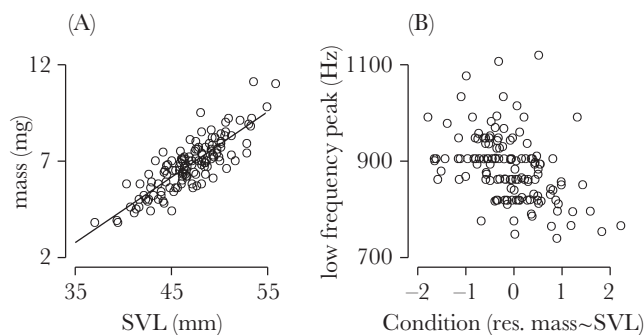 (A)
mass (mg)
12
7
2
35
45
55
SVL (mm)
(B)
low frequency peak (Hz)
1100
900
700
−2
−1
0
1
2
Condition (res. mass~SVL)